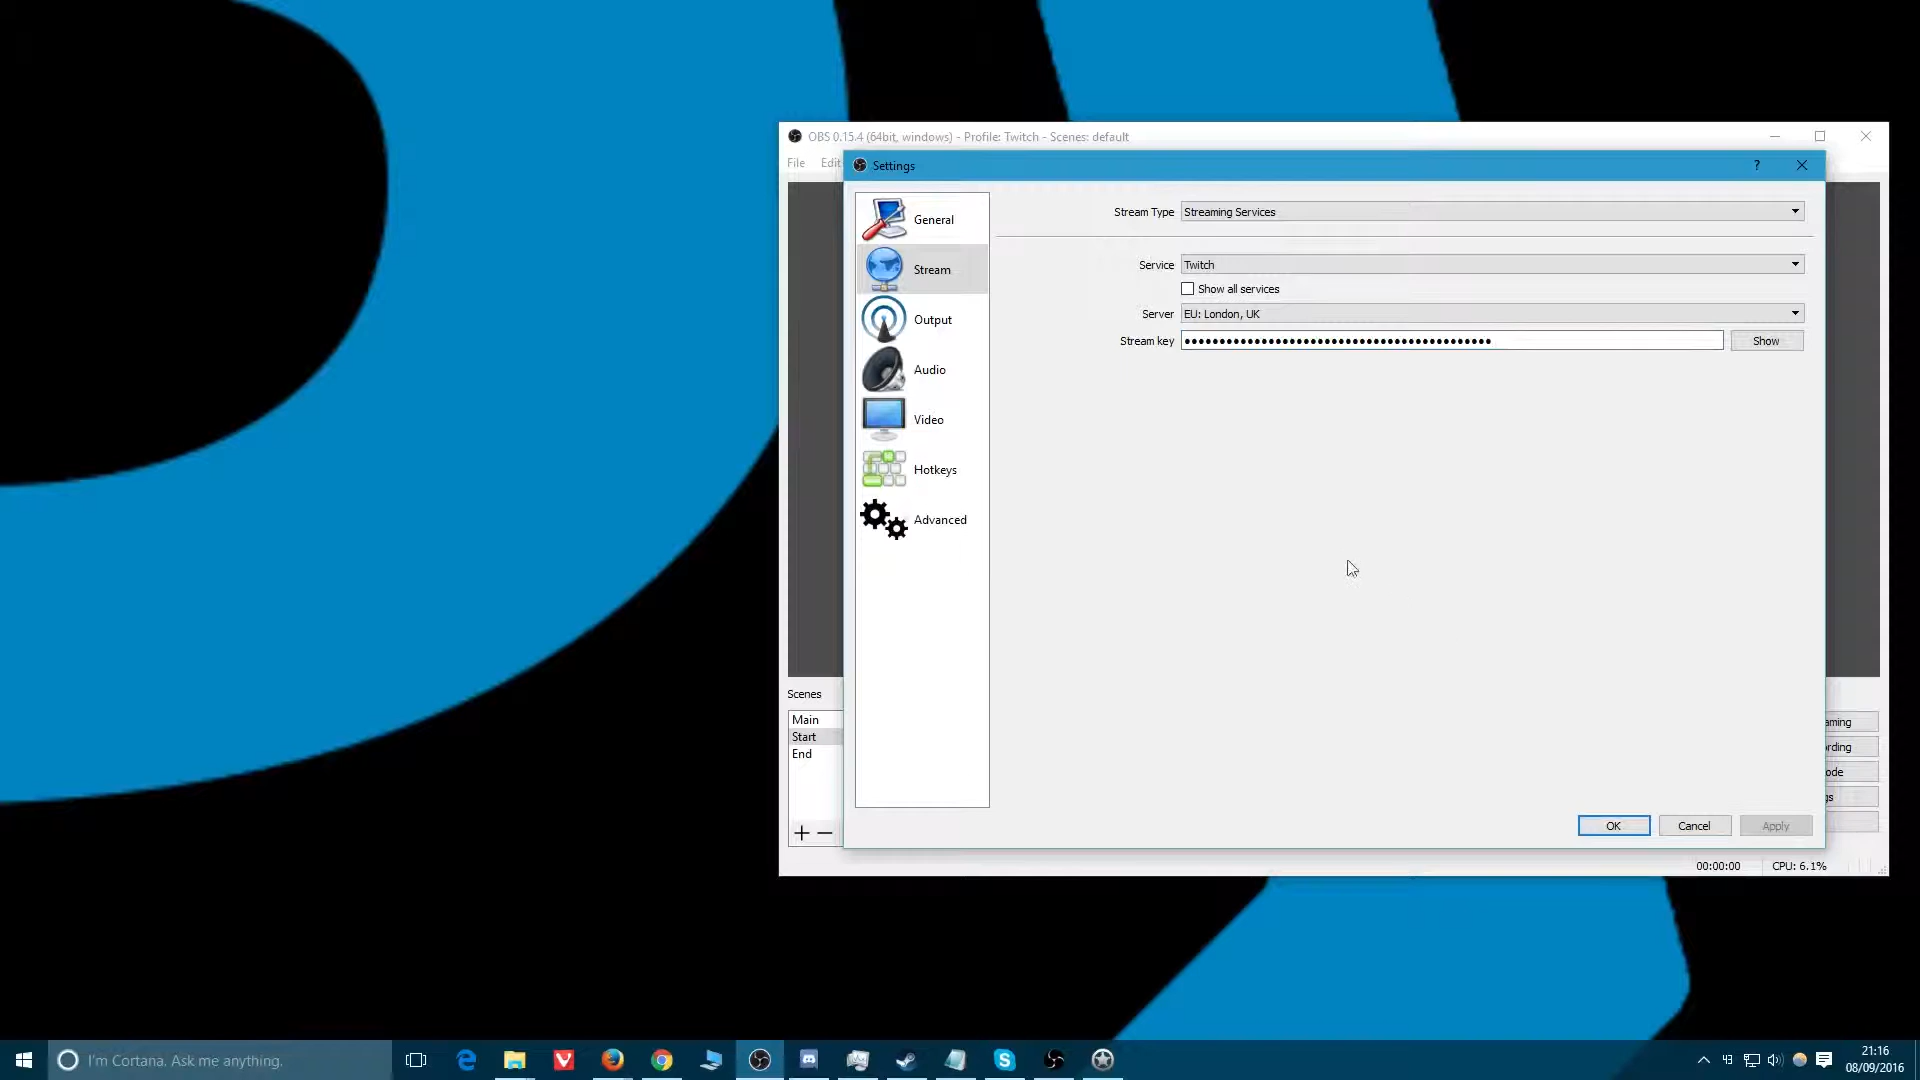 OBS 0.15.4 (64bit, windows) - Profile: Twitch - Scenes: default
File Edit
Settings
?
General
Stream
Output
Audio
Video
Hotkeys
Advanced
Stream Type Streaming Services
Service Twitch
Show all services
Server EU: London, UK
Stream key ●●●●●●●●●●●●●●●●●●●●●●●●●●●●●●●●●●●●●●●●●●●● Show
Scenes
Main
Start
End
aming
ording
ode
gs
OK Cancel Apply
00:00:00 CPU: 6.1%
I'm Cortana. Ask me anything.
43
21:16
08/09/2016